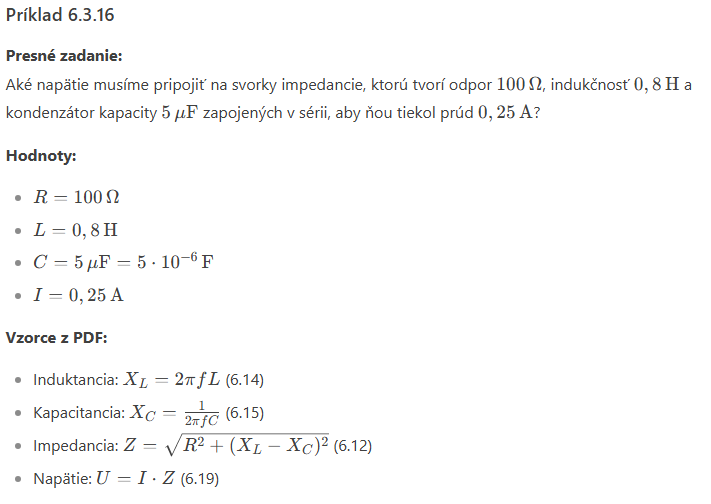 Príklad 6.3.16
Presné zadanie:
Aké napätie musíme pripojiť na svorky impedancie, ktorú tvorí odpor 100 Ω, indukčnosť 0, 8 H a
kondenzátor kapacity 5 μF zapojených v sérii, aby ňou tiekol prúd 0, 25 A?
Hodnoty:
• R = 100 Ω
• L = 0, 8 H
• C = 5 μF = 5 · 10⁻⁶ F
• I = 0, 25 A
Vzorce z PDF:
• Induktancia: X_L = 2πfL (6.14)
• Kapacitancia: X_C = 1/(2πfC) (6.15)
• Impedancia: Z = √(R² + (X_L − X_C)²) (6.12)
• Napätie: U = I · Z (6.19)